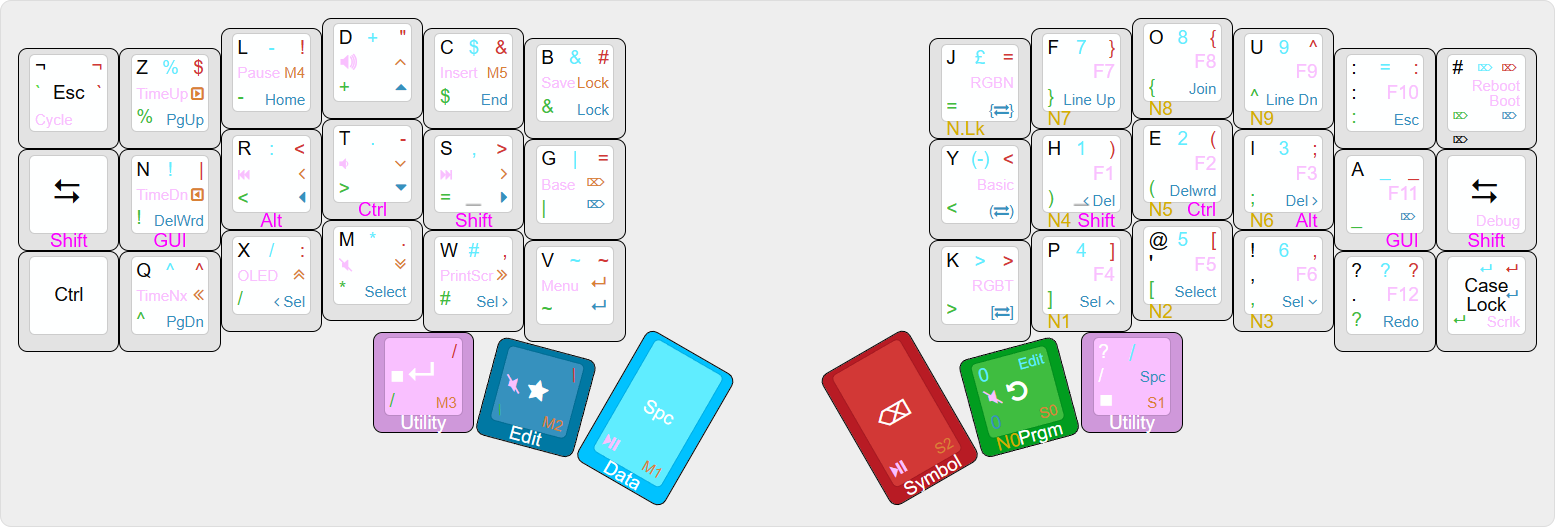 ¬ ¬
` Esc `
Cycle
Z % $
TimeUp
% PgUp
L - !
Pause M4
- Home
D + "
+
C $ &
Insert M5
$ End
B & #
Save Lock
& Lock
J £ =
RGBN
= {⇄}
N.Lk
F 7 }
F7
} Line Up
N7
O 8 {
F8
{ Join
N8
U 9 ^
F9
^ Line Dn
N9
: = :
: F10
: Esc
# ⌦ ⌦
Reboot
Boot
⌦ ⌦
⌦
Shift
N ! |
TimeDn
! DelWrd
GUI
R : <
<
<
Alt
T . -
>
Ctrl
S , >
>
= _
Shift
G | =
Base ⌦
| ⌦
Y (-) <
Basic
< (⇄)
H 1 )
F1
) _ < Del
N4 Shift
E 2 (
F2
( Delwrd
N5 Ctrl
I 3 ;
F3
; Del >
N6 Alt
A _ _
F11
_ ⌦
GUI
Debug
Shift
Ctrl
Q ^ ^
TimeNx «
^ PgDn
X / :
OLED
/ < Sel
M * .
* Select
W # ,
PrintScr »
# Sel >
V ~ ~
Menu ↵
~ ↵
K > >
RGBT
> [⇄]
P 4 ]
F4
] Sel ^
N1
@ 5 [
' F5
[ Select
N2
! 6 ,
, F6
, Sel ⌄
N3
? ? ?
. F12
? Redo
↵ ↵
Case
Lock ↵
↵ Scrlk
/
■ ↵
/ M3
Utility
|
★
| M2
Edit
Spc
M1
Data
⌫
S2
Symbol
0 Edit
0 S0
N0 Prgm
? /
/ Spc
■ S1
Utility